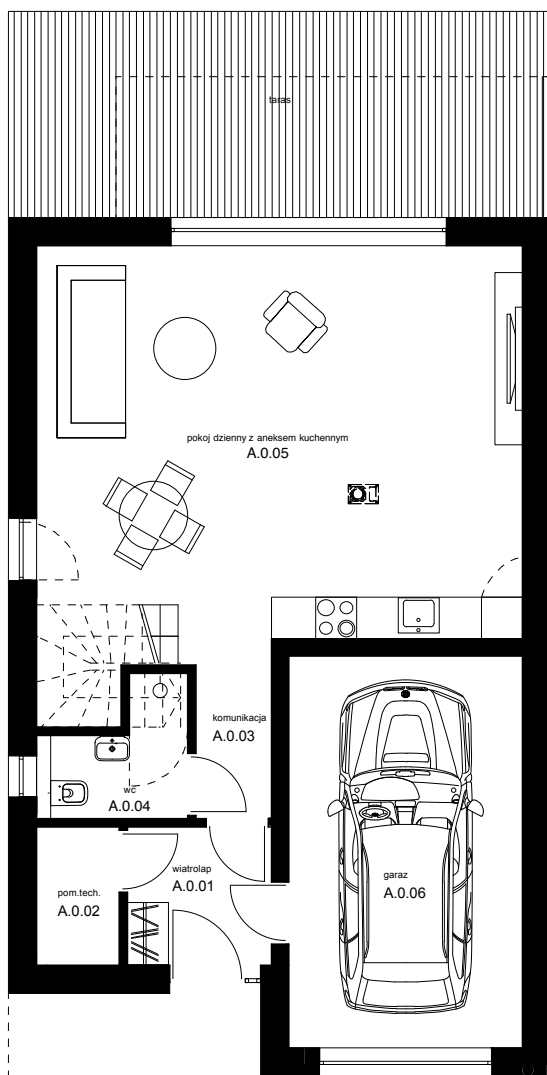 taras
pokoj dzienny z aneksem kuchennym
A.0.05
komunikacja
A.0.03
wc
A.0.04
wiatrolap
A.0.01
pom.tech.
A.0.02
garaz
A.0.06